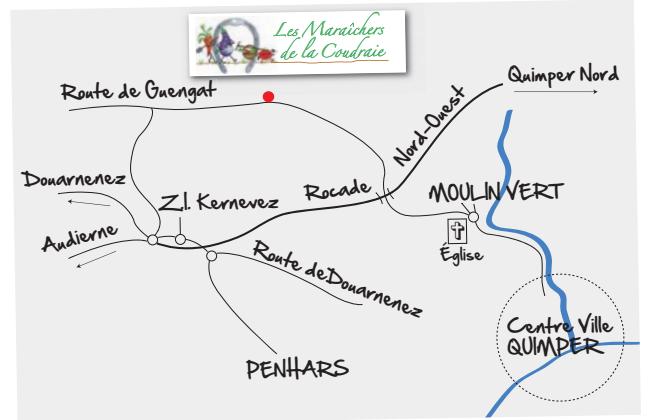 Les Maraîchers
de la Coudraie
Route de Guengat
Quimper Nord
Nord-Ouest
Douarnenez
Z.I. Kernevez
Rocade
MOULIN VERT
Audierne
Église
Route de Douarnenez
Centre Ville
QUIMPER
PENHARS